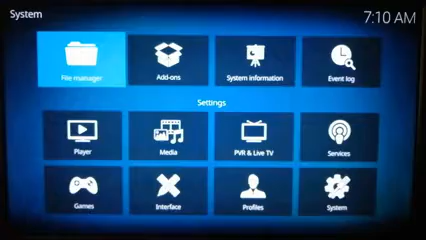 System
7:10 AM
File manager
Add-ons
System information
Event log
Settings
Player
Media
PVR & Live TV
Services
Games
Interface
Profiles
System